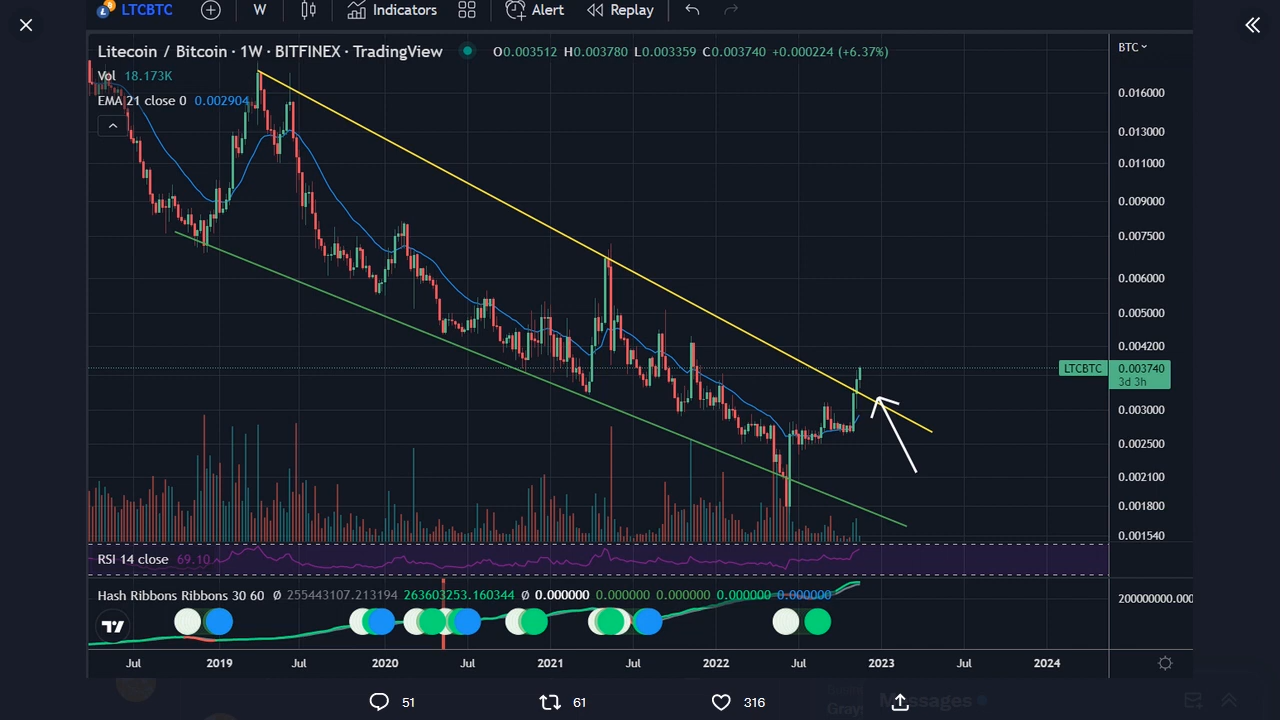 LTCBTC W Indicators Alert Replay
Litecoin / Bitcoin · 1W · BITFINEX · TradingView O0.003512 H0.003780 L0.003359 C0.003740 +0.000224 (+6.37%)
BTC
Vol 18.173K
EMA 21 close 0 0.002904
0.016000
0.013000
0.011000
0.009000
0.007500
0.006000
0.005000
0.004200
LTCBTC 0.003740
3d 3h
0.003000
0.002500
0.002100
0.001800
0.001540
RSI 14 close 69.10
Hash Ribbons Ribbons 30 60 Ø 255443107.213194 263603253.160344 Ø 0.000000 0.000000 0.000000 0.000000 0.000000
200000000.000
Jul 2019 Jul 2020 Jul 2021 Jul 2022 Jul 2023 Jul 2024
51 61 316
Messages